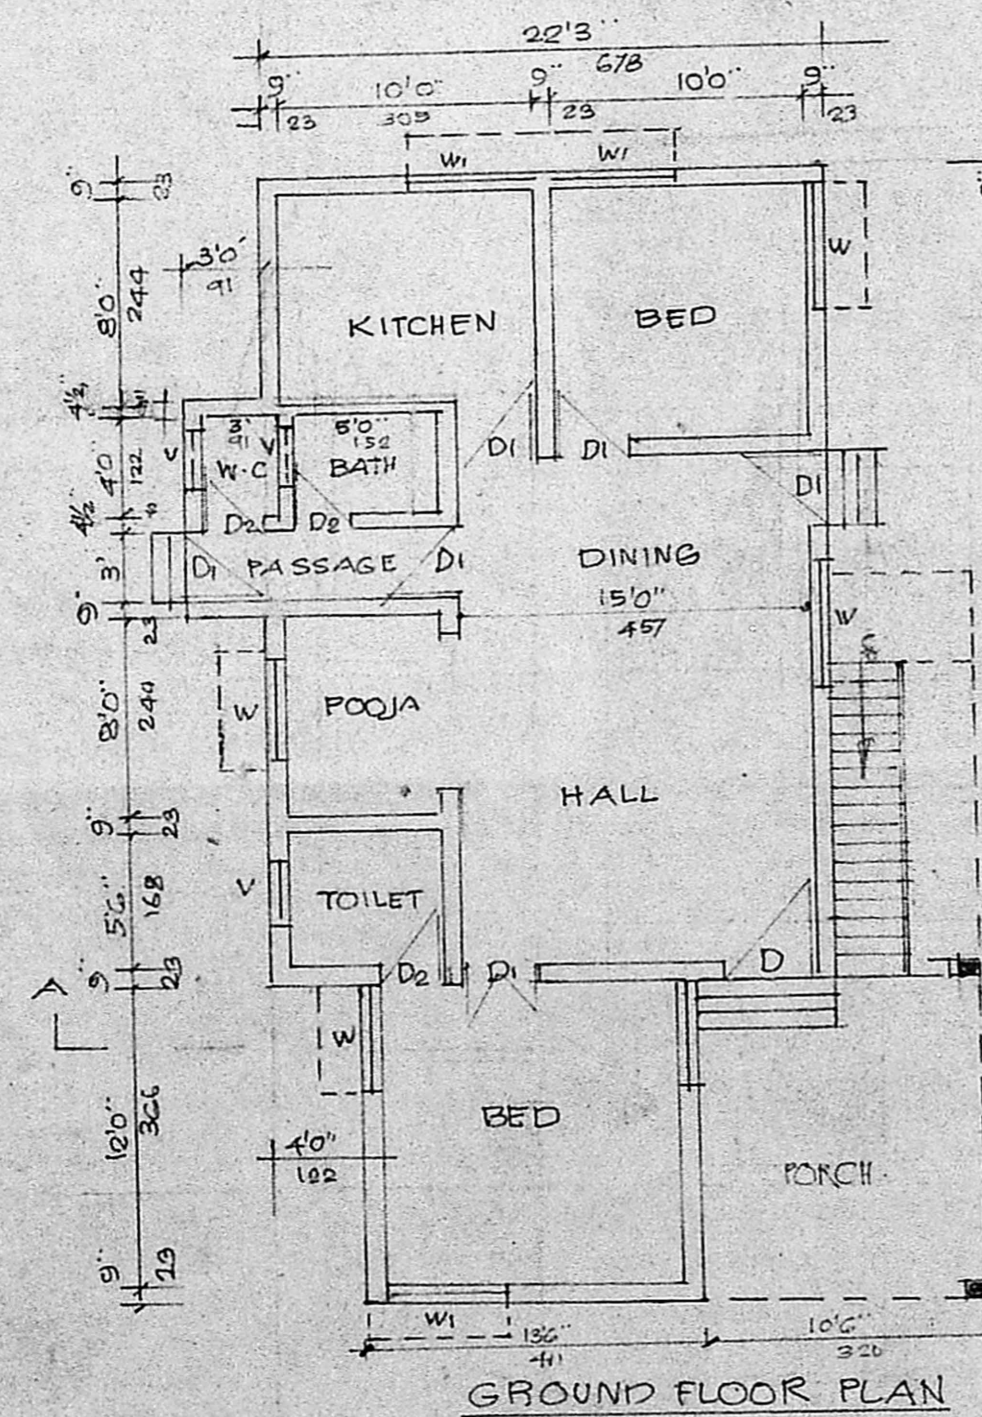 22'3"
678
9" 10'0" 9" 10'0" 9"
23 305 23 23
W1 W1
9" 23
3'0"
91
W
8'0" 244
KITCHEN BED
4½"
3' 5'0"
91 152
V V
4'0" 122
W.C BATH
D1 D1 D1
4½"
D2 D2
3'
D1 PASSAGE D1 DINING
15'0"
457
9" 23
W
8'0" 240
W POOJA
HALL
9" 23
5'6" 168
V TOILET
9" 23
D2 D1 D
A
W
12'0" 366
BED
4'0"
122
PORCH
9" 23
W1
13'6" 10'6"
411 320
GROUND FLOOR PLAN